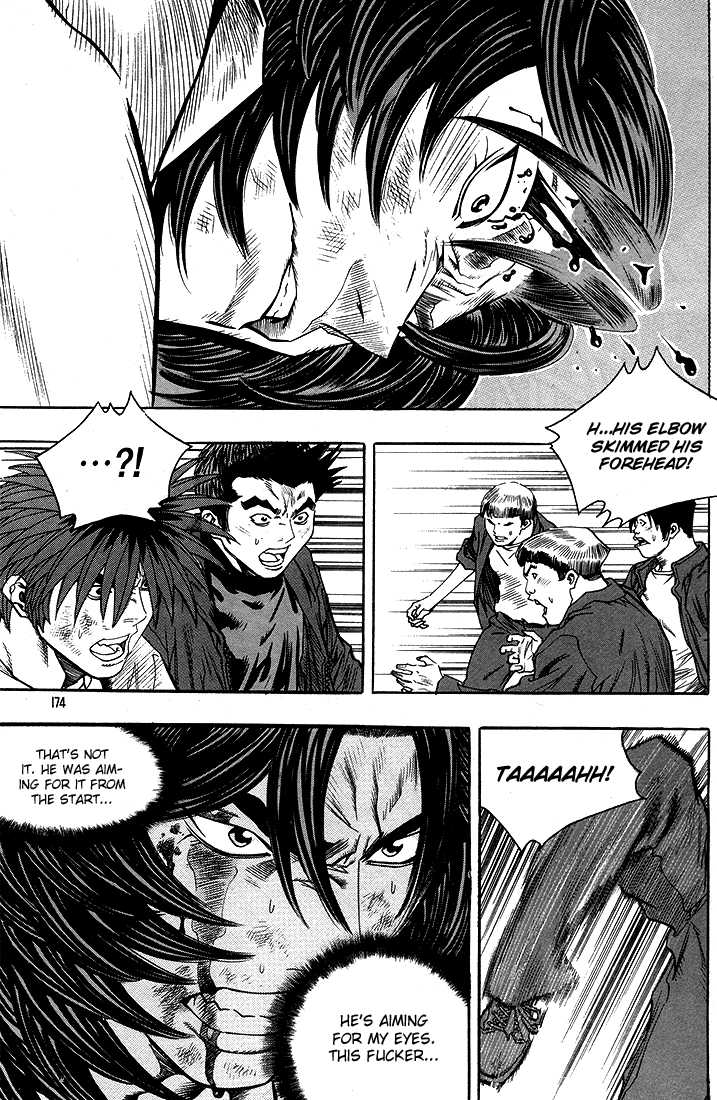 H...HIS ELBOW
SKIMMED HIS
FOREHEAD!
...?!
174
TAAAAAHH!
THAT'S NOT
IT. HE WAS AIM-
ING FOR IT FROM
THE START...
HE'S AIMING
FOR MY EYES.
THIS FUCKER...